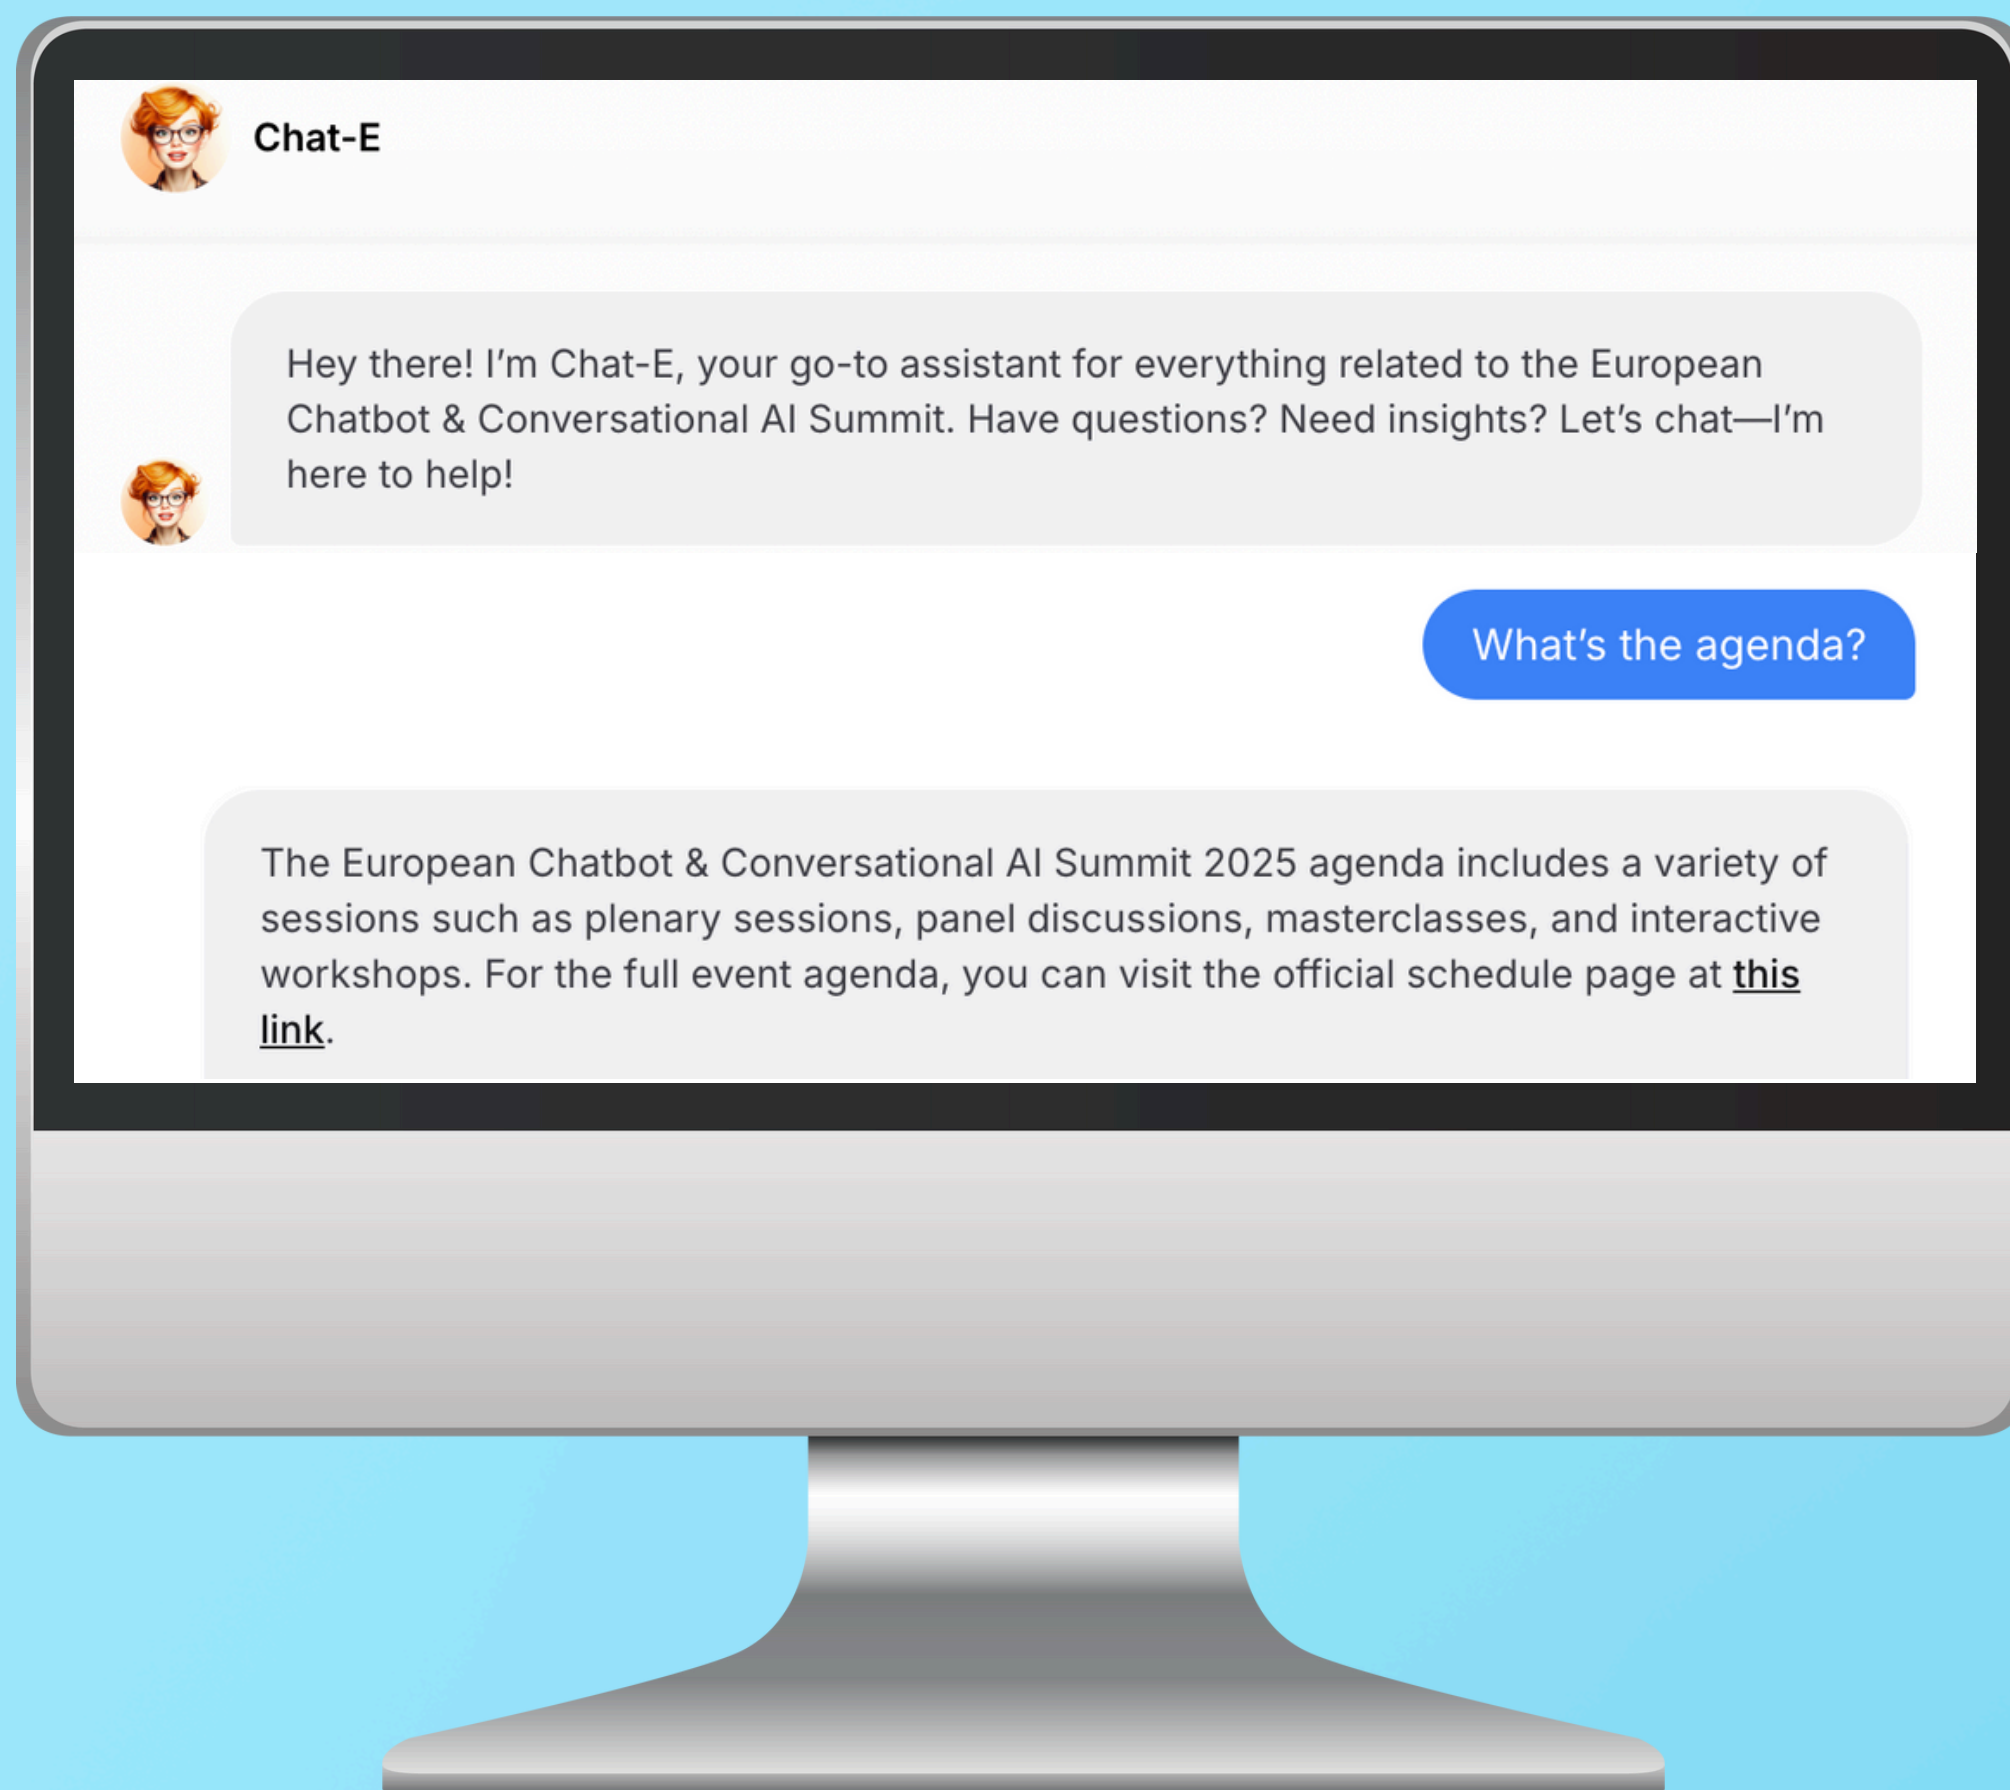 Chat-E
Hey there! I’m Chat-E, your go-to assistant for everything related to the European
Chatbot & Conversational AI Summit. Have questions? Need insights? Let’s chat—I’m
here to help!
What’s the agenda?
The European Chatbot & Conversational AI Summit 2025 agenda includes a variety of
sessions such as plenary sessions, panel discussions, masterclasses, and interactive
workshops. For the full event agenda, you can visit the official schedule page at this
link.